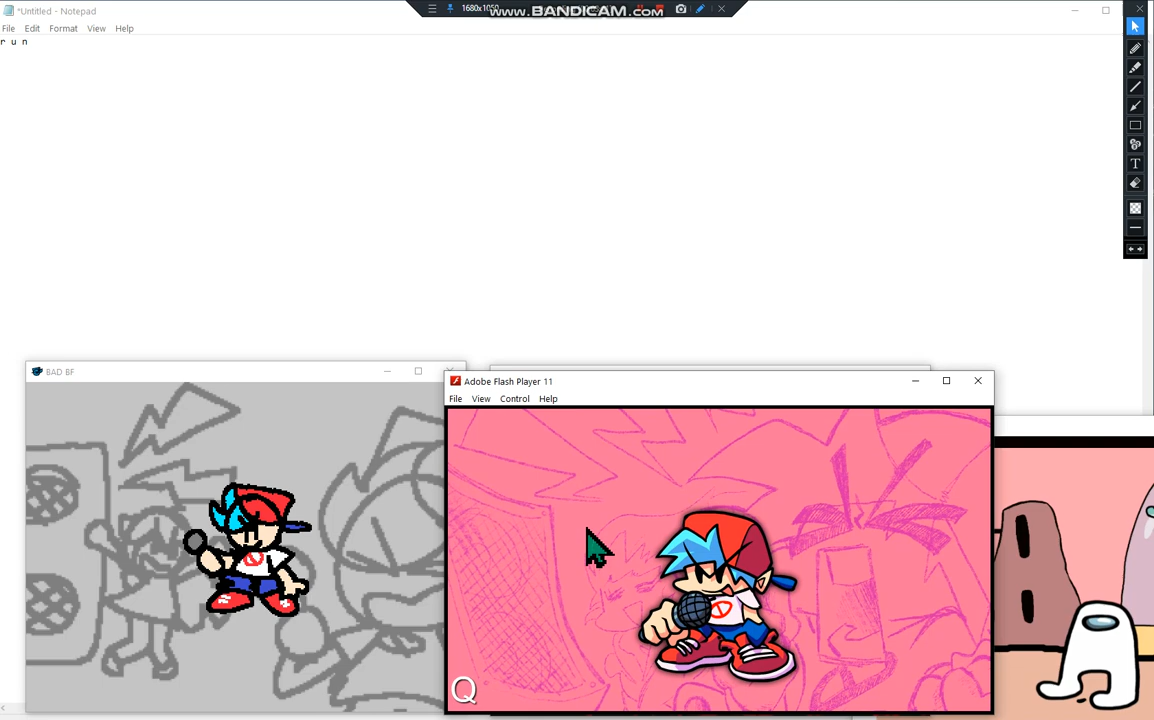 *Untitled - Notepad
1680x1050
www.BANDICAM.com
File Edit Format View Help
r u n
BAD BF
Adobe Flash Player 11
File View Control Help
Q